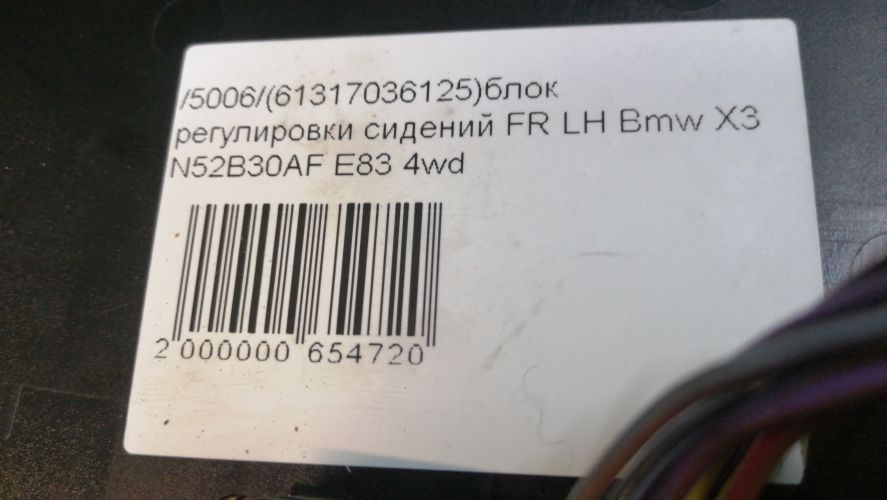 /5006/(61317036125)блок
регулировки сидений FR LH Bmw X3
N52B30AF E83 4wd
2 000000 654720